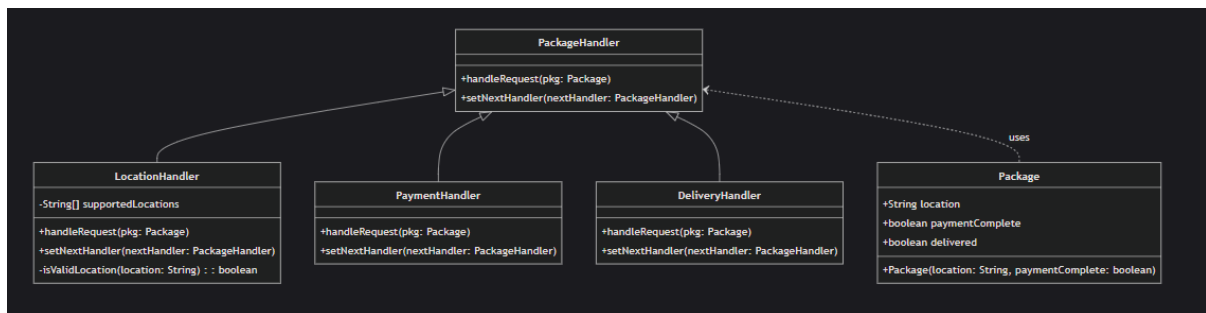 PackageHandler
+handleRequest(pkg: Package)
+setNextHandler(nextHandler: PackageHandler)
uses
LocationHandler
-String[] supportedLocations
+handleRequest(pkg: Package)
+setNextHandler(nextHandler: PackageHandler)
-isValidLocation(location: String) : : boolean
PaymentHandler
+handleRequest(pkg: Package)
+setNextHandler(nextHandler: PackageHandler)
DeliveryHandler
+handleRequest(pkg: Package)
+setNextHandler(nextHandler: PackageHandler)
Package
+String location
+boolean paymentComplete
+boolean delivered
+Package(location: String, paymentComplete: boolean)